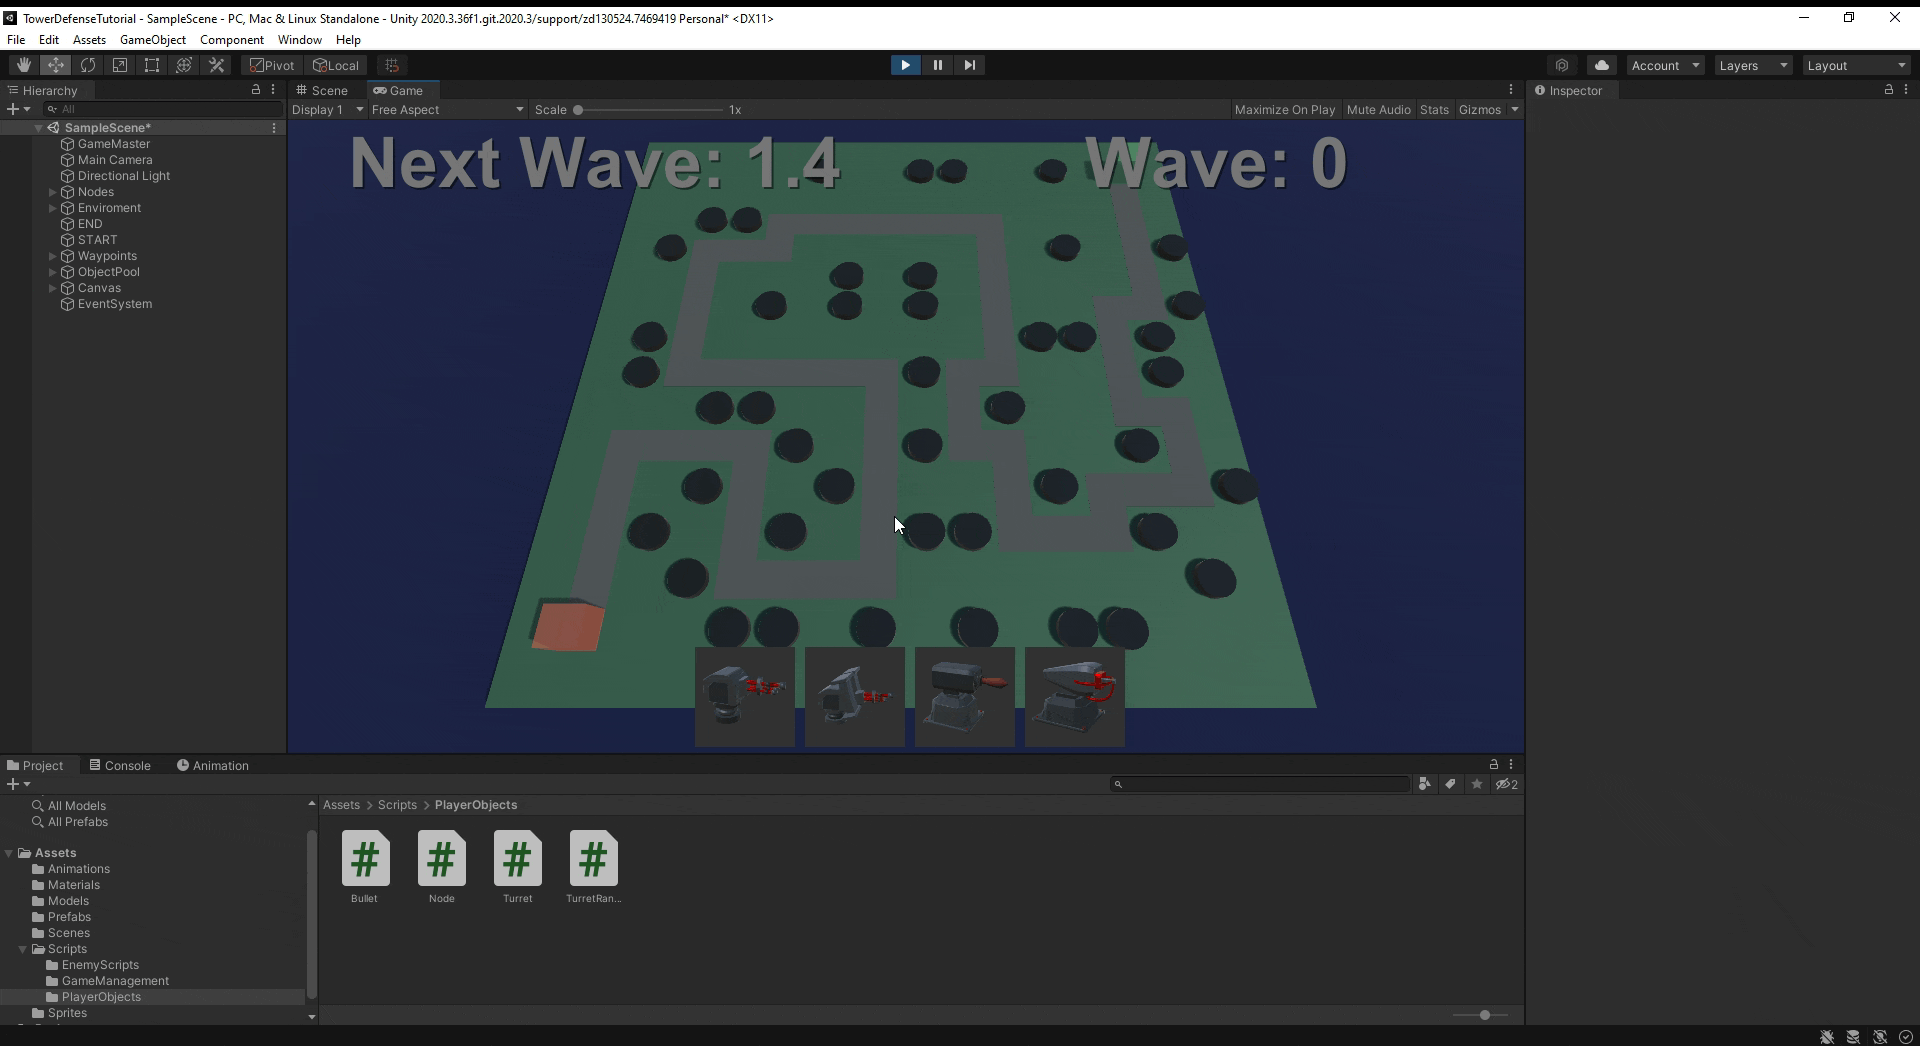 TowerDefenseTutorial - SampleScene - PC, Mac & Linux Standalone - Unity 2020.3.36f1.git.2020.3/support/zd130524.7469419 Personal* <DX11>
File Edit Assets GameObject Component Window Help
Pivot Local Account Layers Layout
Hierarchy Scene Game Inspector
All Display 1 Free Aspect Scale 1x Maximize On Play Mute Audio Stats Gizmos
SampleScene*
GameMaster
Main Camera
Directional Light
Nodes
Enviroment
END
START
Waypoints
ObjectPool
Canvas
EventSystem
Next Wave: 1.4 Wave: 0
Project Console Animation
2
All Models
All Prefabs
Assets
Animations
Materials
Models
Prefabs
Scenes
Scripts
EnemyScripts
GameManagement
PlayerObjects
Sprites
Assets > Scripts > PlayerObjects
# # # #
Bullet Node Turret TurretRan...